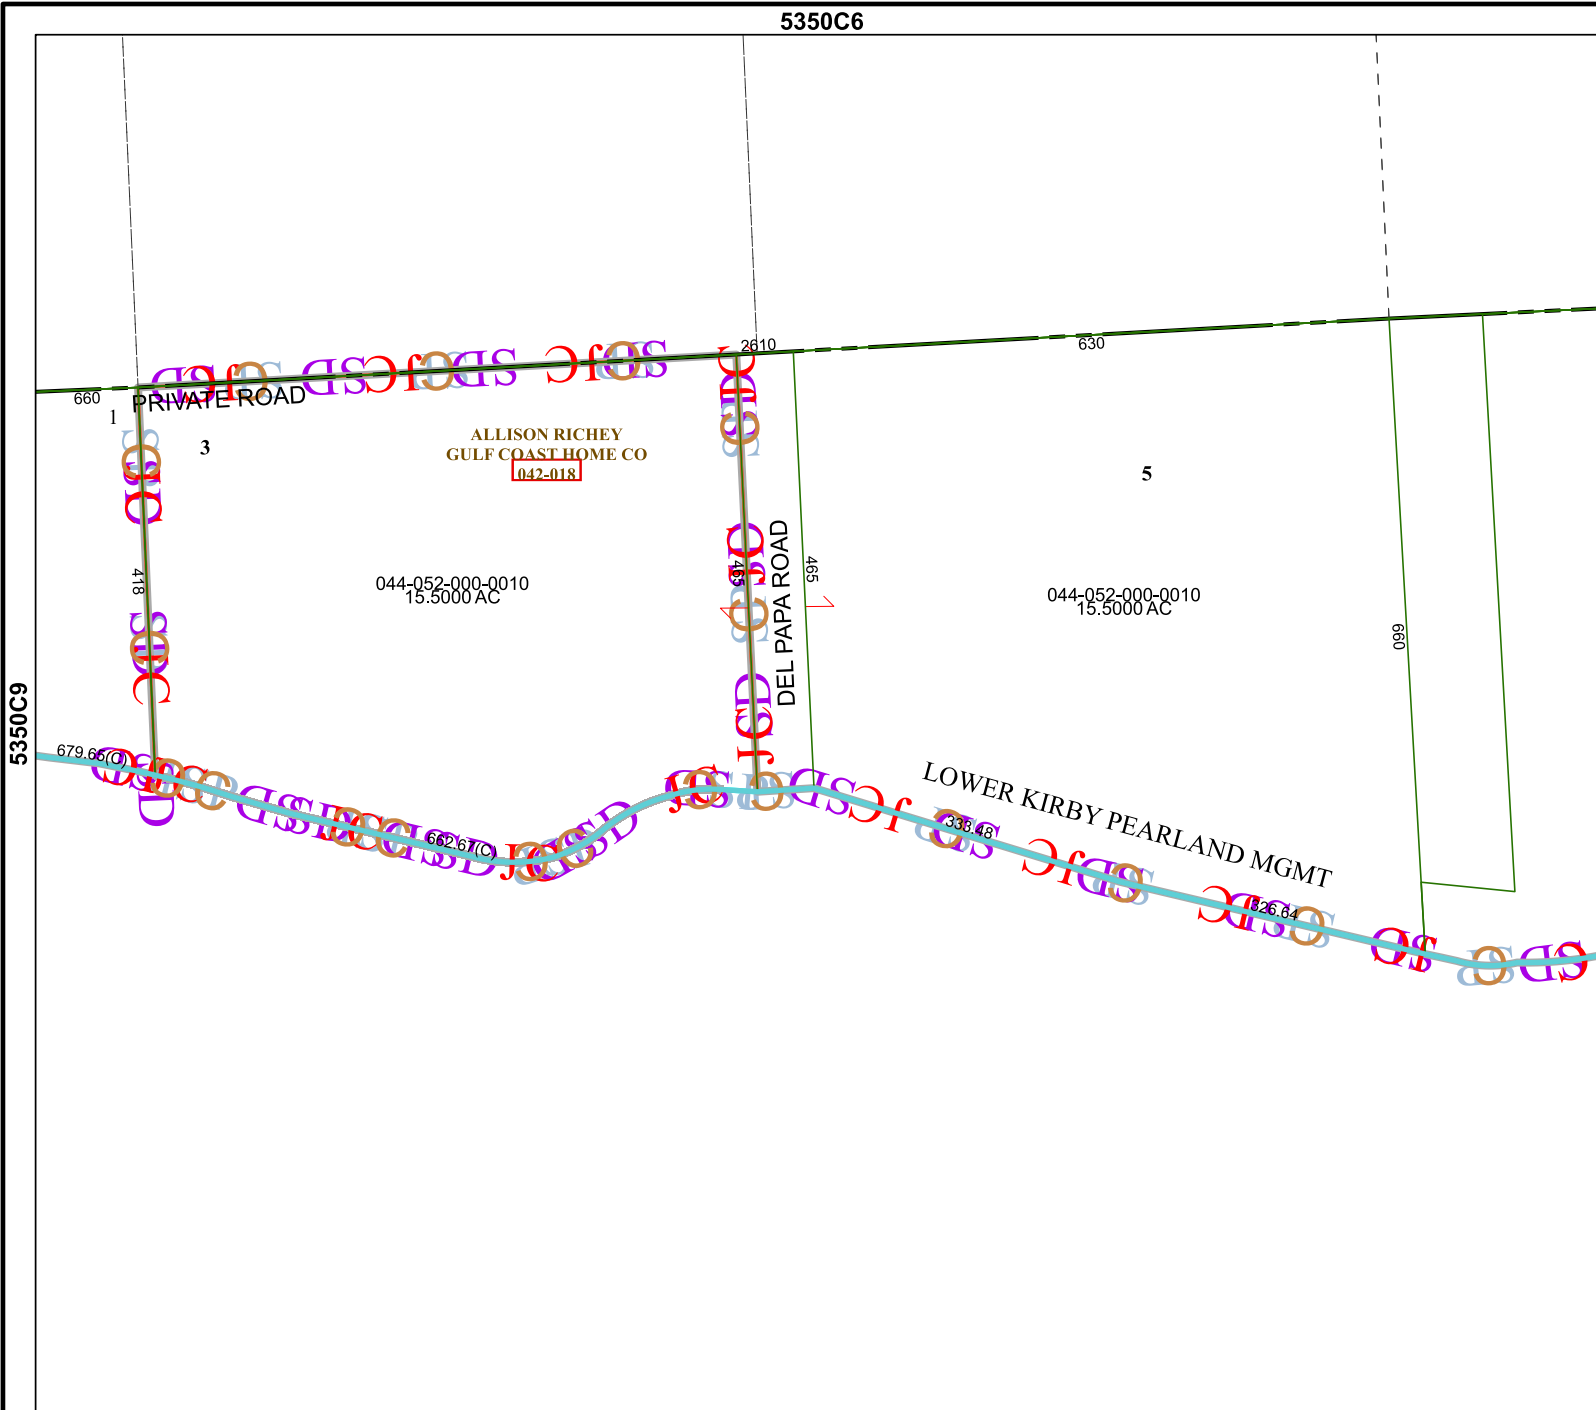 5350C6
2610
630
660
PRIVATE ROAD
1
3
ALLISON RICHEY
GULF COAST HOME CO
042-018
5
418
465
DEL PAPA ROAD
465
044-052-000-0010
15.5000 AC
044-052-000-0010
15.5000 AC
660
5350C9
679.65(C)
662.67(C)
LOWER KIRBY PEARLAND MGMT
333.48
326.64